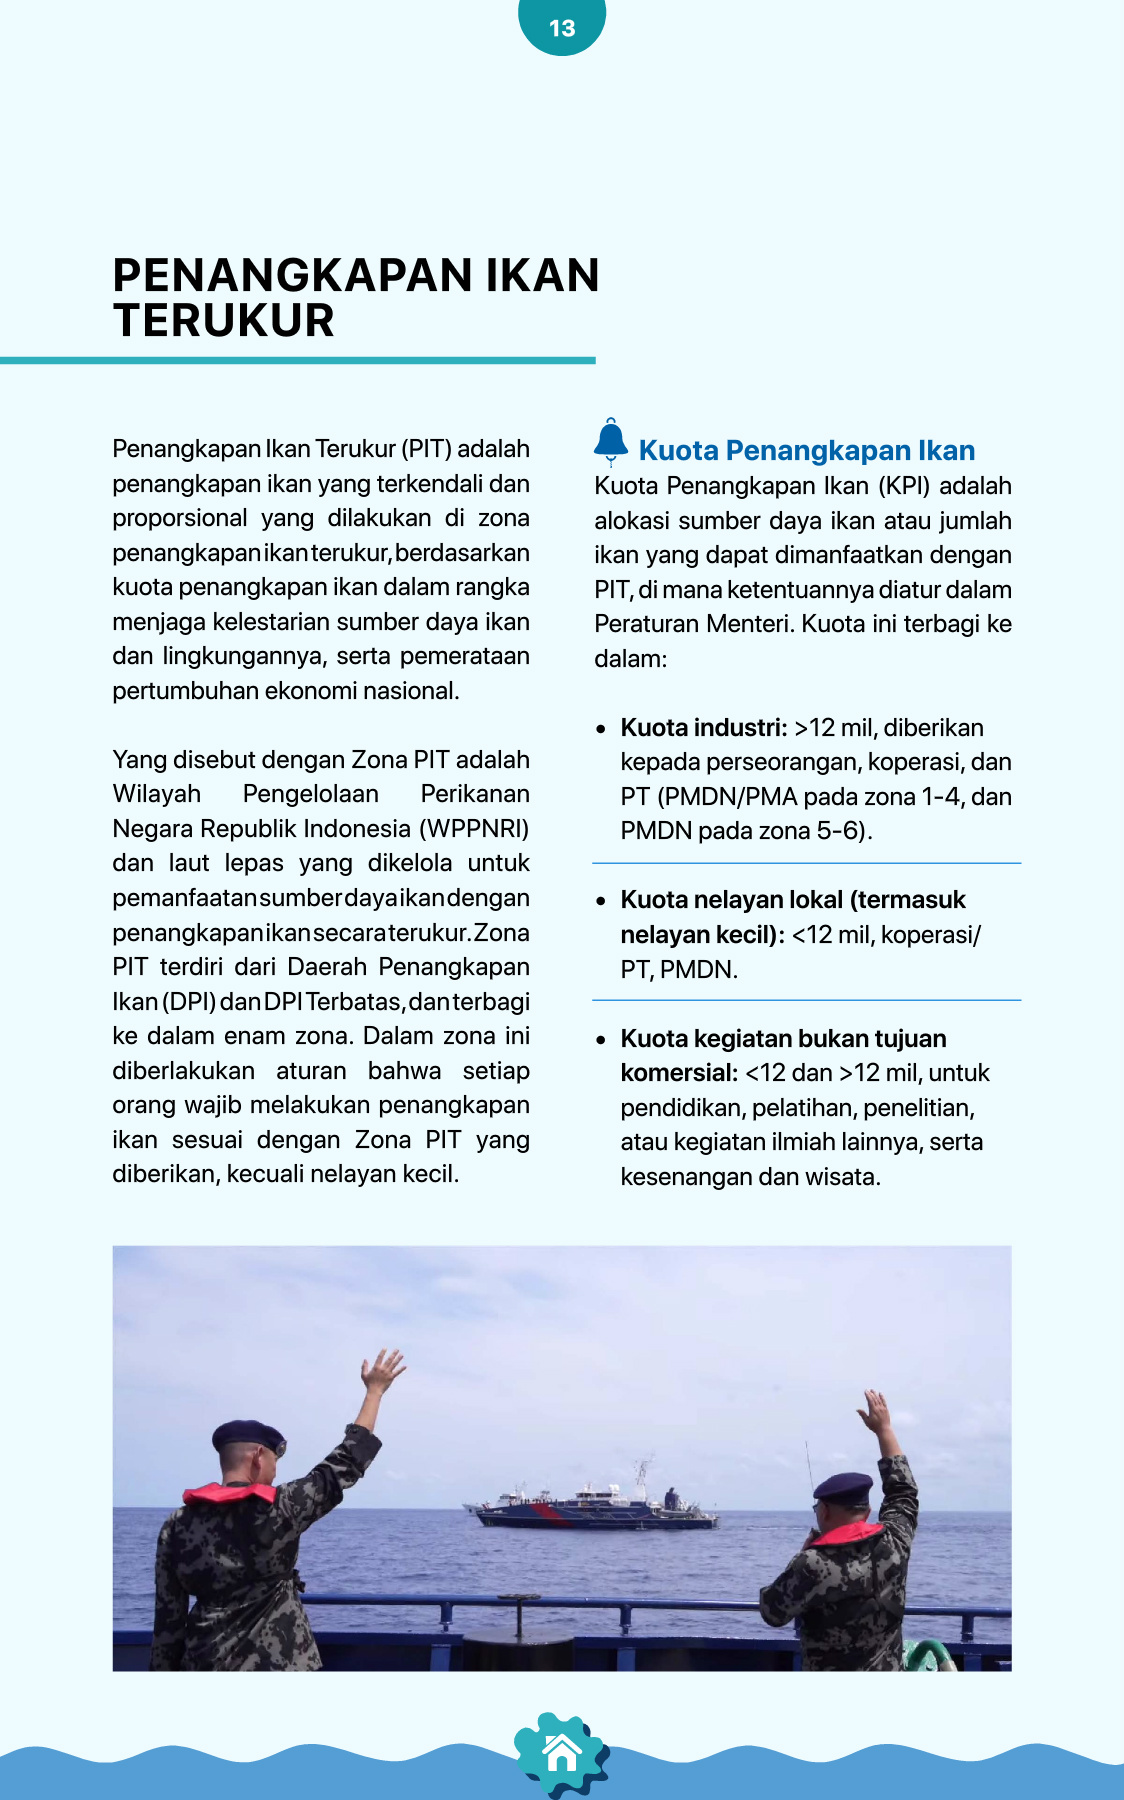 13
PENANGKAPAN IKAN
TERUKUR
Penangkapan Ikan Terukur (PIT) adalah
penangkapan ikan yang terkendali dan
proporsional yang dilakukan di zona
penangkapan ikan terukur, berdasarkan
kuota penangkapan ikan dalam rangka
menjaga kelestarian sumber daya ikan
dan lingkungannya, serta pemerataan
pertumbuhan ekonomi nasional.
Yang disebut dengan Zona PIT adalah
Wilayah Pengelolaan Perikanan
Negara Republik Indonesia (WPPNRI)
dan laut lepas yang dikelola untuk
pemanfaatan sumber daya ikan dengan
penangkapan ikan secara terukur. Zona
PIT terdiri dari Daerah Penangkapan
Ikan (DPI) dan DPI Terbatas, dan terbagi
ke dalam enam zona. Dalam zona ini
diberlakukan aturan bahwa setiap
orang wajib melakukan penangkapan
ikan sesuai dengan Zona PIT yang
diberikan, kecuali nelayan kecil.
Kuota Penangkapan Ikan
Kuota Penangkapan Ikan (KPI) adalah
alokasi sumber daya ikan atau jumlah
ikan yang dapat dimanfaatkan dengan
PIT, di mana ketentuannya diatur dalam
Peraturan Menteri. Kuota ini terbagi ke
dalam:
• Kuota industri: >12 mil, diberikan
kepada perseorangan, koperasi, dan
PT (PMDN/PMA pada zona 1-4, dan
PMDN pada zona 5-6).
• Kuota nelayan lokal (termasuk
nelayan kecil): <12 mil, koperasi/
PT, PMDN.
• Kuota kegiatan bukan tujuan
komersial: <12 dan >12 mil, untuk
pendidikan, pelatihan, penelitian,
atau kegiatan ilmiah lainnya, serta
kesenangan dan wisata.